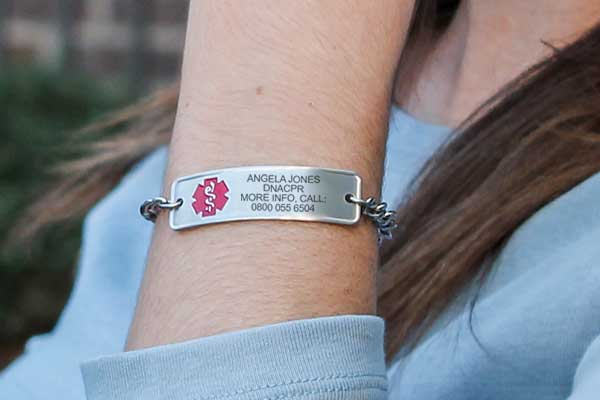 ANGELA JONES
DNACPR
MORE INFO, CALL:
0800 055 6504